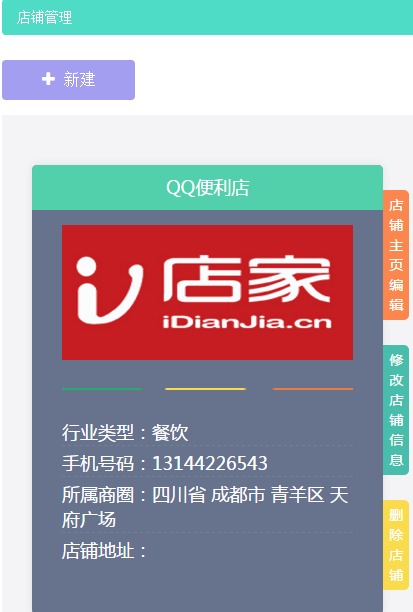 店铺管理
新建
QQ便利店
店家
iDianJia.cn
行业类型：餐饮
手机号码：13144226543
所属商圈：四川省 成都市 青羊区 天
府广场
店铺地址：
店铺主页编辑
修改店铺信息
删除店铺